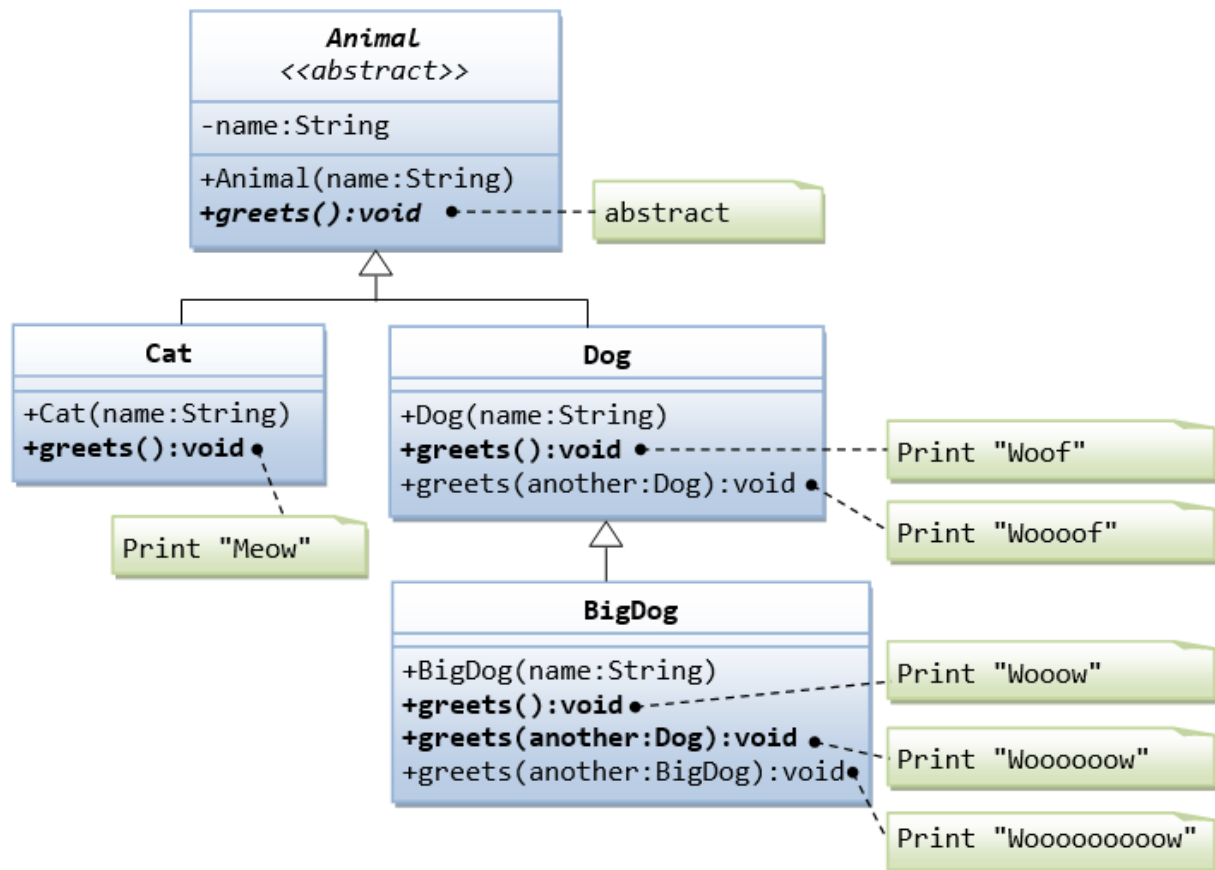 Animal
<<abstract>>
-name:String
+Animal(name:String)
+greets():void
abstract
Cat
+Cat(name:String)
+greets():void
Print "Meow"
Dog
+Dog(name:String)
+greets():void
+greets(another:Dog):void
Print "Woof"
Print "Woooof"
BigDog
+BigDog(name:String)
+greets():void
+greets(another:Dog):void
+greets(another:BigDog):void
Print "Wooow"
Print "Woooooow"
Print "Wooooooooow"